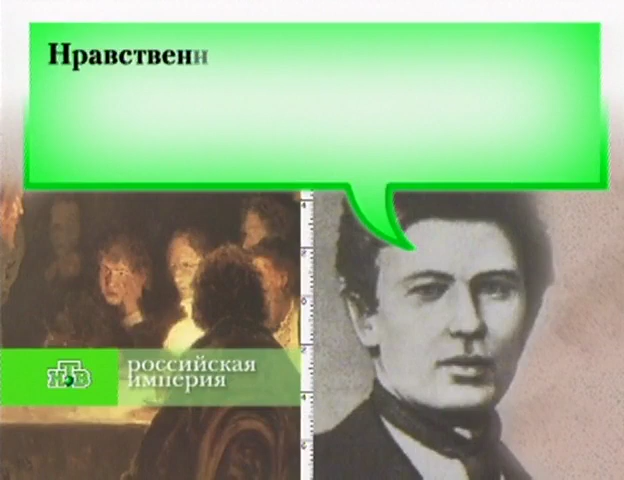 Нравственн
НТВ
российская
империя